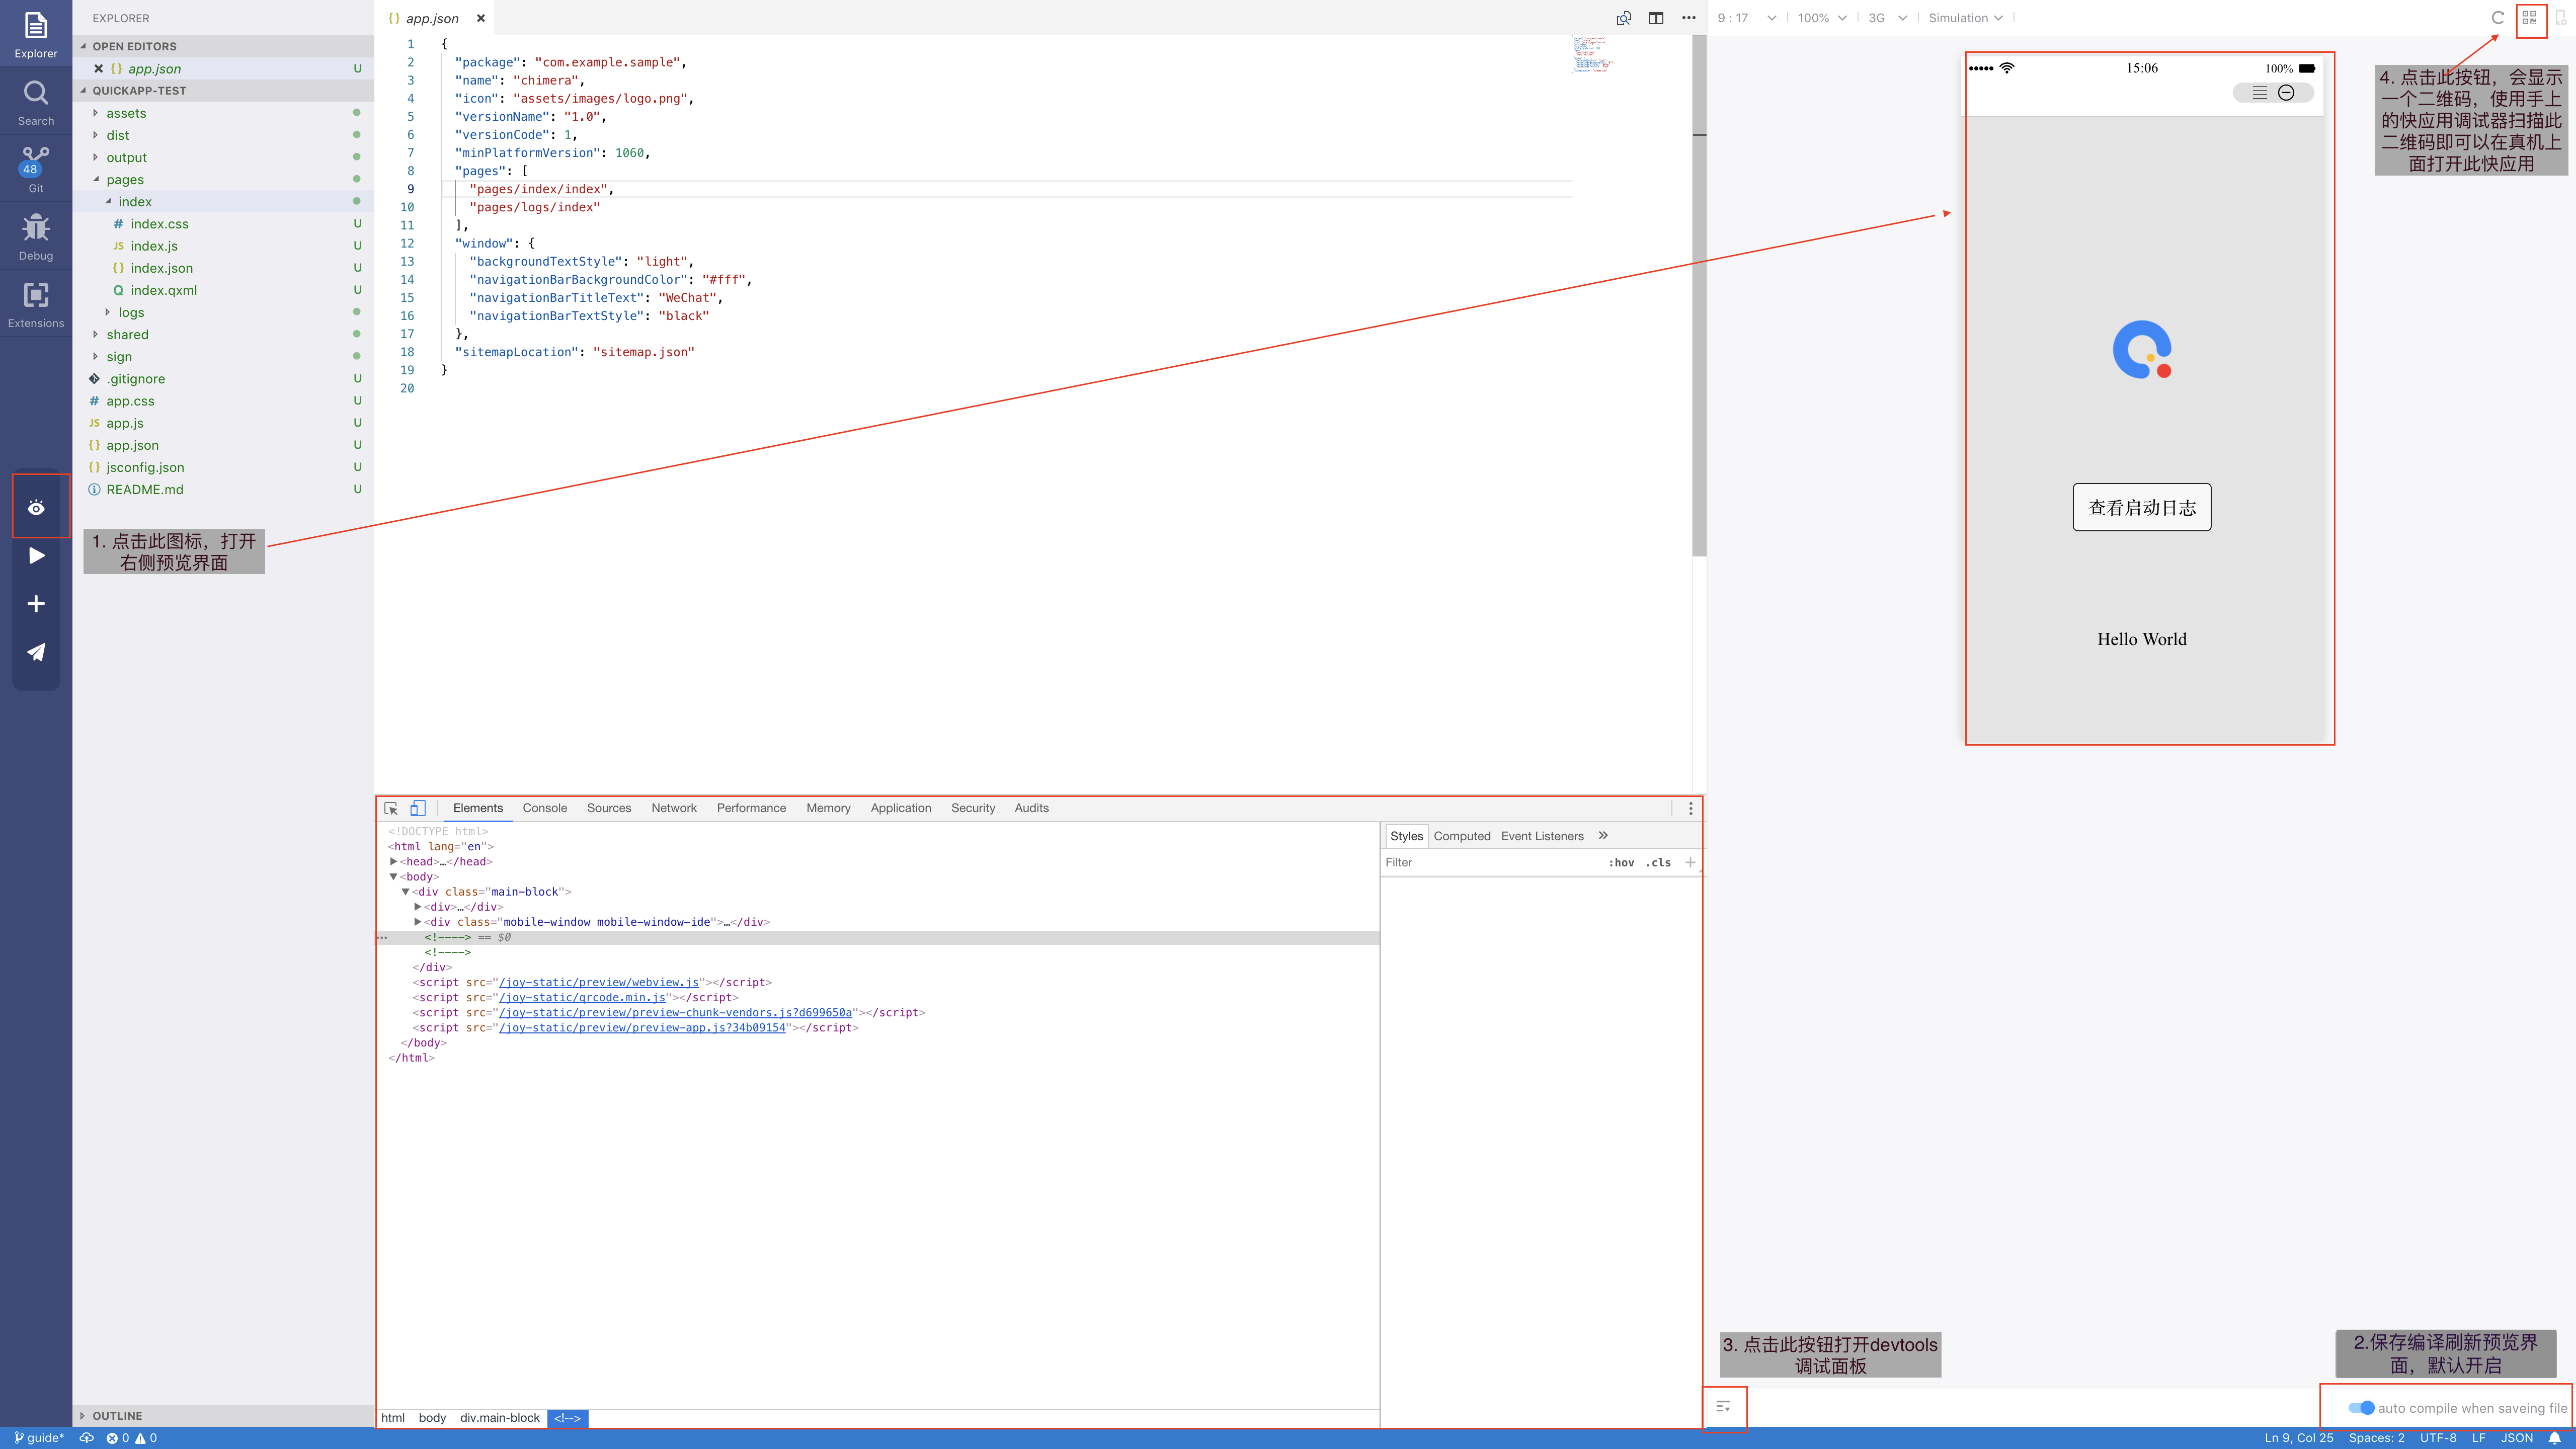 Explorer
Search
48
Git
Debug
Extensions
EXPLORER
OPEN EDITORS
{} app.json U
QUICKAPP-TEST
assets
dist
output
pages
index
# index.css U
JS index.js U
{} index.json U
Q index.qxml U
logs
shared
sign
.gitignore U
# app.css U
JS app.js U
{} app.json U
{} jsconfig.json U
README.md U
1. 点击此图标，打开
右侧预览界面
OUTLINE
{} app.json
1 {
2 "package": "com.example.sample",
3 "name": "chimera",
4 "icon": "assets/images/logo.png",
5 "versionName": "1.0",
6 "versionCode": 1,
7 "minPlatformVersion": 1060,
8 "pages": [
9 "pages/index/index",
10 "pages/logs/index"
11 ],
12 "window": {
13 "backgroundTextStyle": "light",
14 "navigationBarBackgroundColor": "#fff",
15 "navigationBarTitleText": "WeChat",
16 "navigationBarTextStyle": "black"
17 },
18 "sitemapLocation": "sitemap.json"
19 }
20
Elements Console Sources Network Performance Memory Application Security Audits
<!DOCTYPE html>
<html lang="en">
<head>…</head>
<body>
<div class="main-block">
<div>…</div>
<div class="mobile-window mobile-window-ide">…</div>
<!----> == $0
<!---->
</div>
<script src="/joy-static/preview/webview.js"></script>
<script src="/joy-static/qrcode.min.js"></script>
<script src="/joy-static/preview/preview-chunk-vendors.js?d699650a"></script>
<script src="/joy-static/preview/preview-app.js?34b09154"></script>
</body>
</html>
html body div.main-block <!-->
Styles Computed Event Listeners »
Filter :hov .cls +
9 : 17 100% 3G Simulation
15:06 100%
查看启动日志
Hello World
4. 点击此按钮，会显示
一个二维码，使用手上
的快应用调试器扫描此
二维码即可以在真机上
面打开此快应用
3. 点击此按钮打开devtools
调试面板
2.保存编译刷新预览界
面，默认开启
auto compile when saveing file
guide* 0 0
Ln 9, Col 25 Spaces: 2 UTF-8 LF JSON